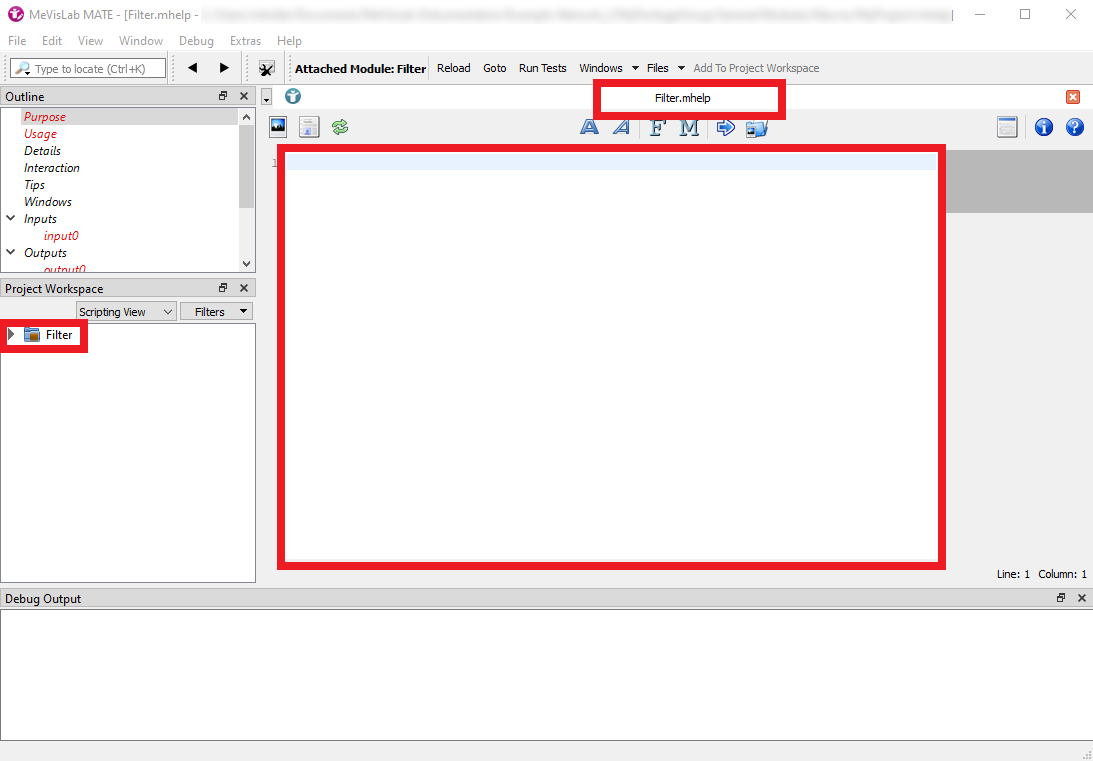 MeVisLab MATE - [Filter.mhelp -
File Edit View Window Debug Extras Help
Type to locate (Ctrl+K) Attached Module: Filter Reload Goto Run Tests Windows Files Add To Project Workspace
Outline
Filter.mhelp
Purpose
Usage
Details
Interaction
Tips
Windows
Inputs
input0
Outputs
output0
1
Project Workspace
Scripting View Filters
Filter
Line: 1 Column: 1
Debug Output